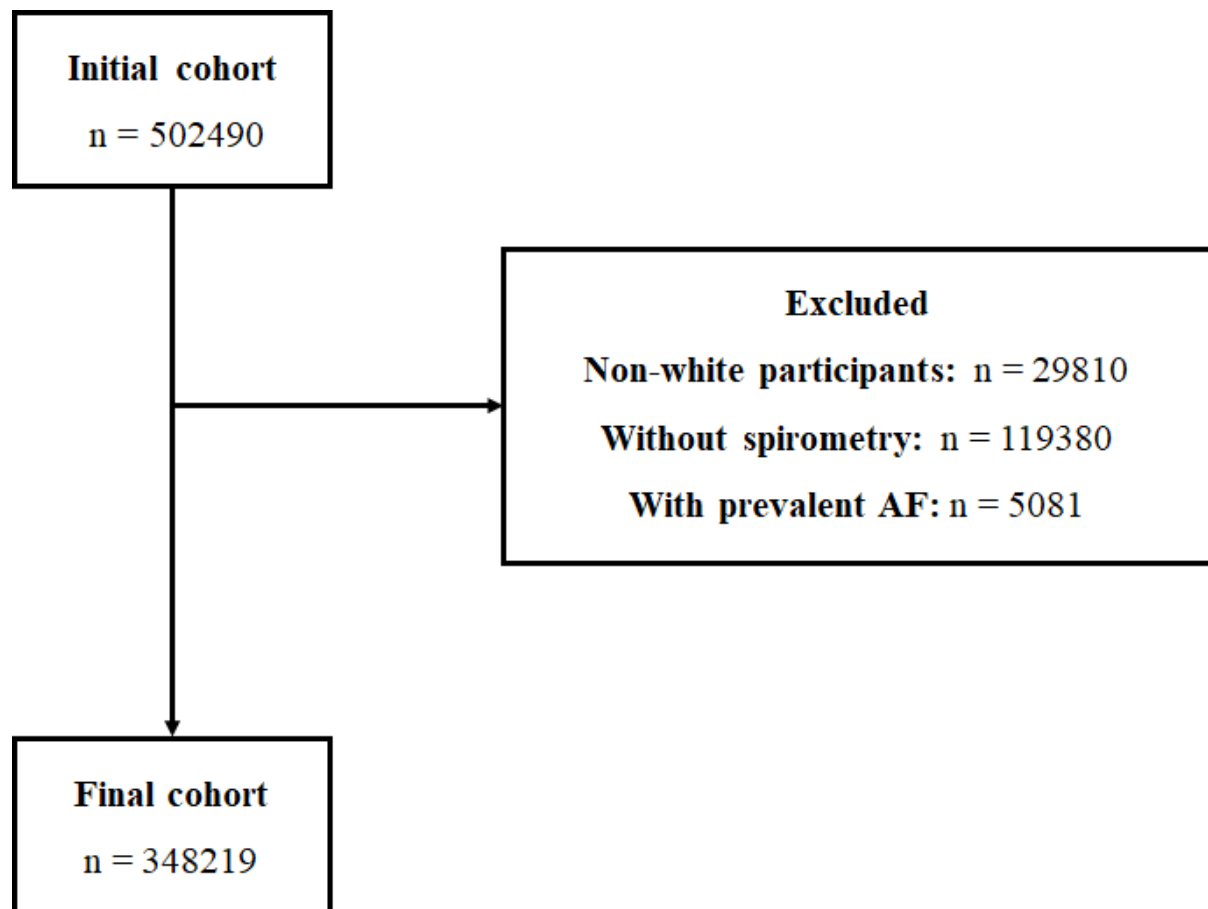 Initial cohort
n = 502490
Excluded
Non-white participants: n = 29810
Without spirometry: n = 119380
With prevalent AF: n = 5081
Final cohort
n = 348219